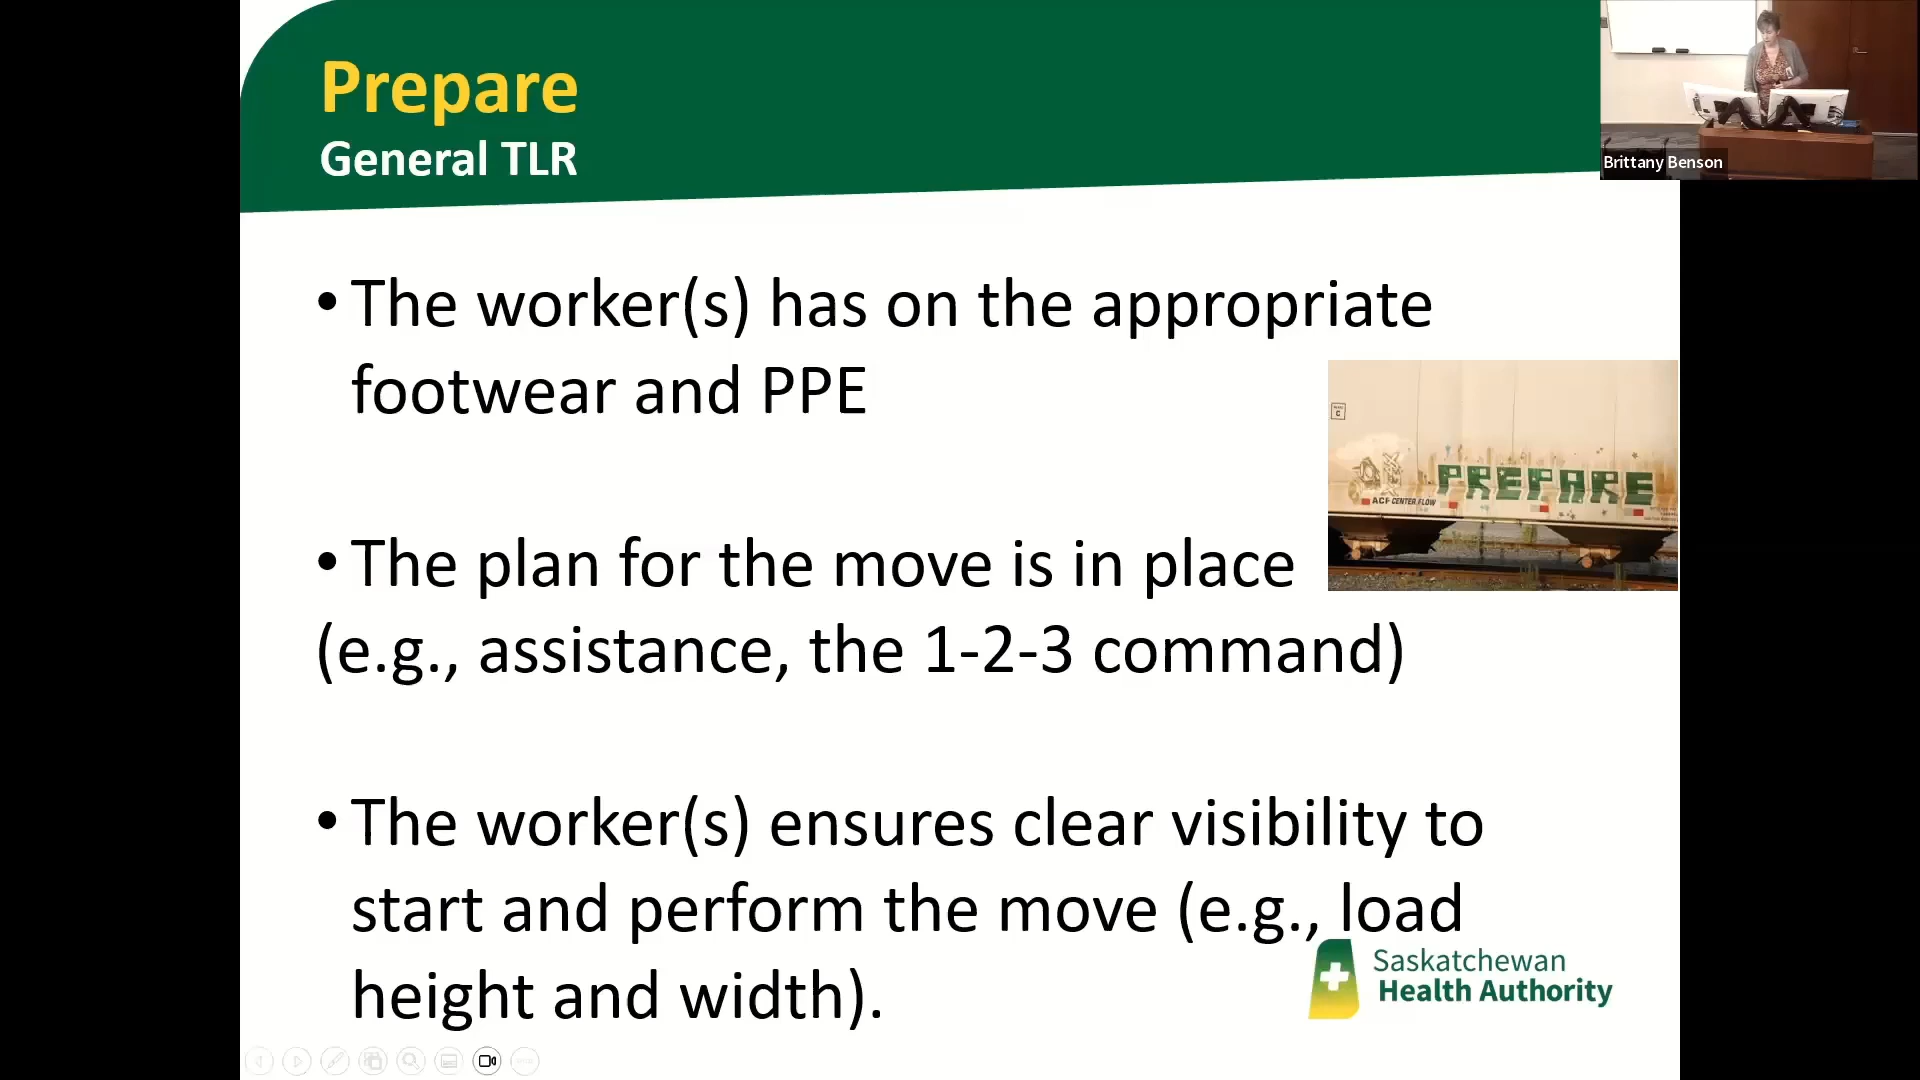 Prepare
General TLR
Brittany Benson
• The worker(s) has on the appropriate
footwear and PPE
PREPARE
ACF CENTER FLOW
• The plan for the move is in place
(e.g., assistance, the 1-2-3 command)
• The worker(s) ensures clear visibility to
start and perform the move (e.g., load
height and width).
Saskatchewan
Health Authority